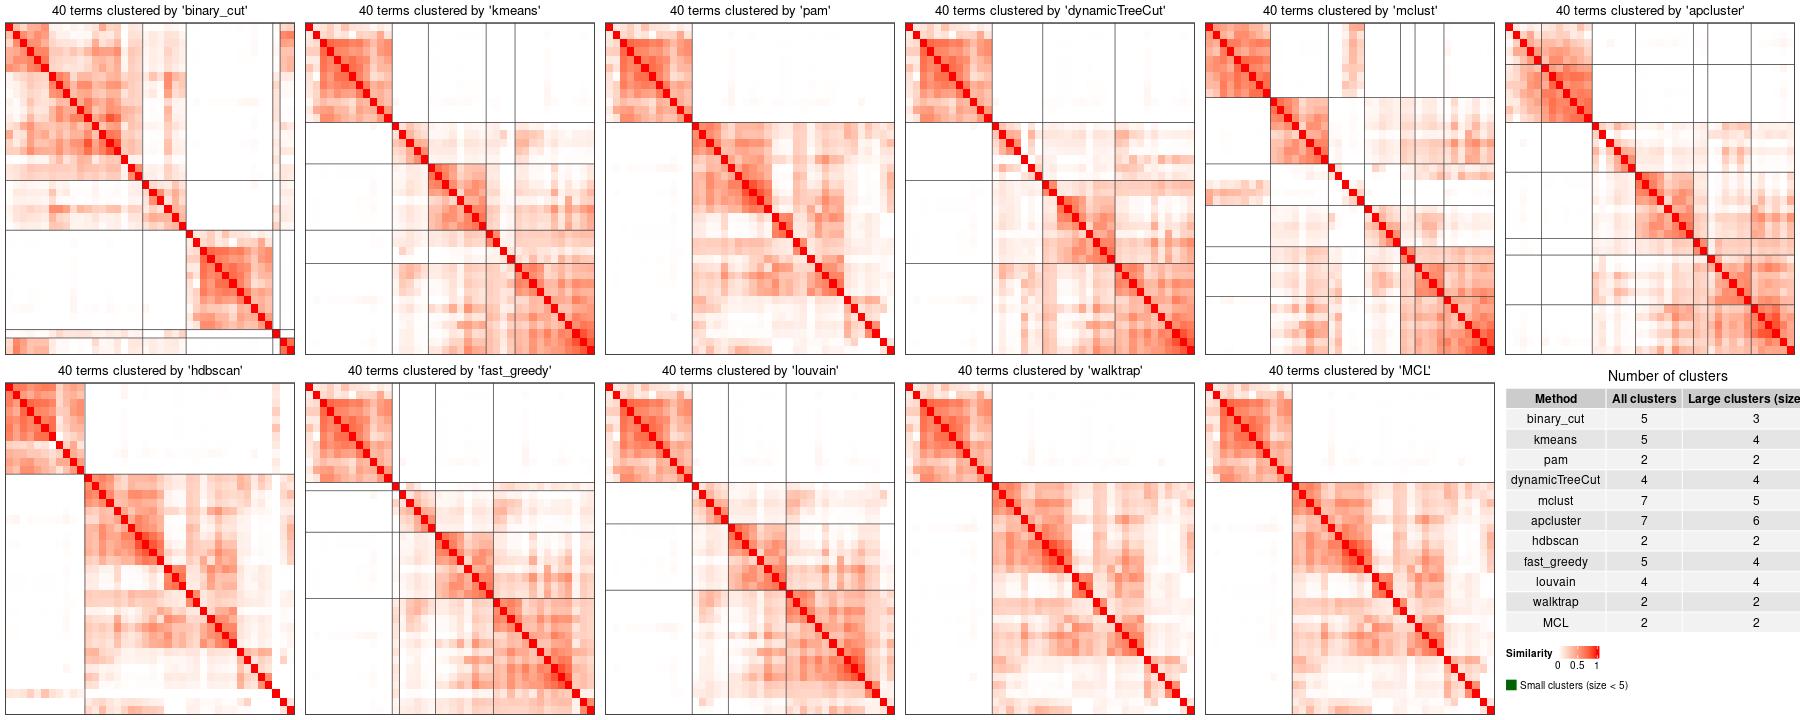 40 terms clustered by 'binary_cut'
40 terms clustered by 'kmeans'
40 terms clustered by 'pam'
40 terms clustered by 'dynamicTreeCut'
40 terms clustered by 'mclust'
40 terms clustered by 'apcluster'
40 terms clustered by 'hdbscan'
40 terms clustered by 'fast_greedy'
40 terms clustered by 'louvain'
40 terms clustered by 'walktrap'
40 terms clustered by 'MCL'
Number of clusters
Method All clusters Large clusters (size
binary_cut 5 3
kmeans 5 4
pam 2 2
dynamicTreeCut 4 4
mclust 7 5
apcluster 7 6
hdbscan 2 2
fast_greedy 5 4
louvain 4 4
walktrap 2 2
MCL 2 2
Similarity
0 0.5 1
Small clusters (size < 5)